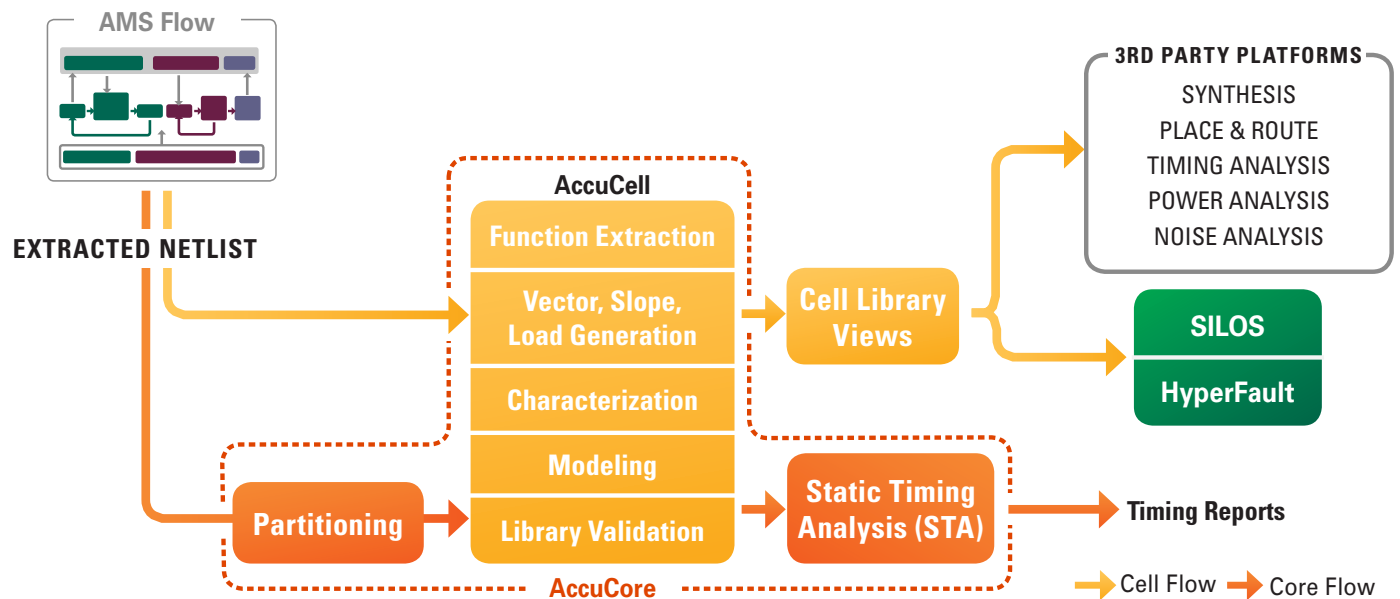 AMS Flow
EXTRACTED NETLIST
AccuCell
Function Extraction
Vector, Slope,
Load Generation
Characterization
Modeling
Library Validation
Partitioning
AccuCore
Cell Library
Views
Static Timing
Analysis (STA)
3RD PARTY PLATFORMS
SYNTHESIS
PLACE & ROUTE
TIMING ANALYSIS
POWER ANALYSIS
NOISE ANALYSIS
SILOS
HyperFault
Timing Reports
Cell Flow
Core Flow